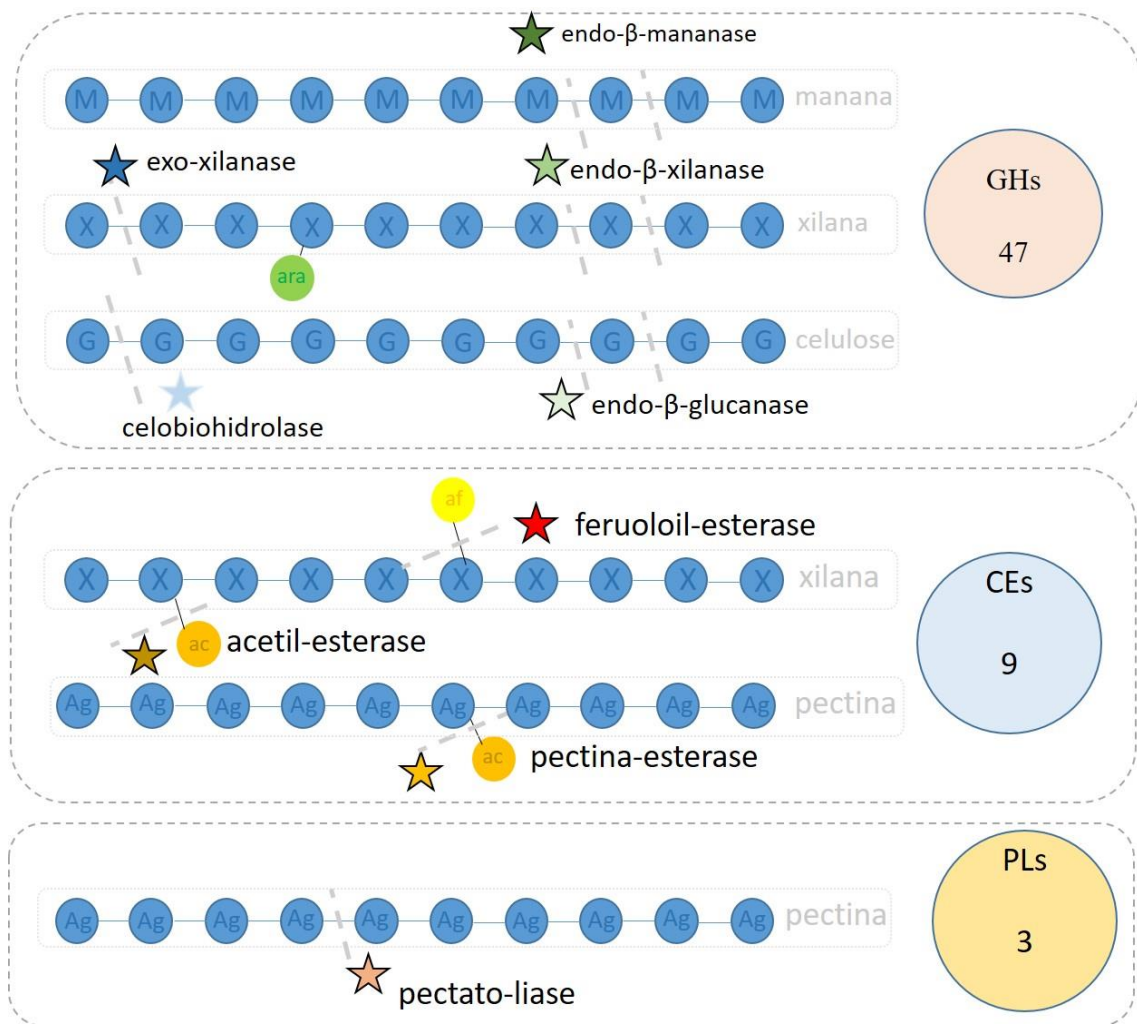 endo-β-mananase
M M M M M M M M M M manana
exo-xilanase
endo-β-xilanase
GHs
47
X X X X X X X X X X xilana
ara
G G G G G G G G G G celulose
celobiohidrolase
endo-β-glucanase
af
feruoloil-esterase
X X X X X X X X X X xilana
CEs
9
ac
acetil-esterase
Ag Ag Ag Ag Ag Ag Ag Ag Ag Ag pectina
ac
pectina-esterase
PLs
3
Ag Ag Ag Ag Ag Ag Ag Ag Ag Ag pectina
pectato-liase